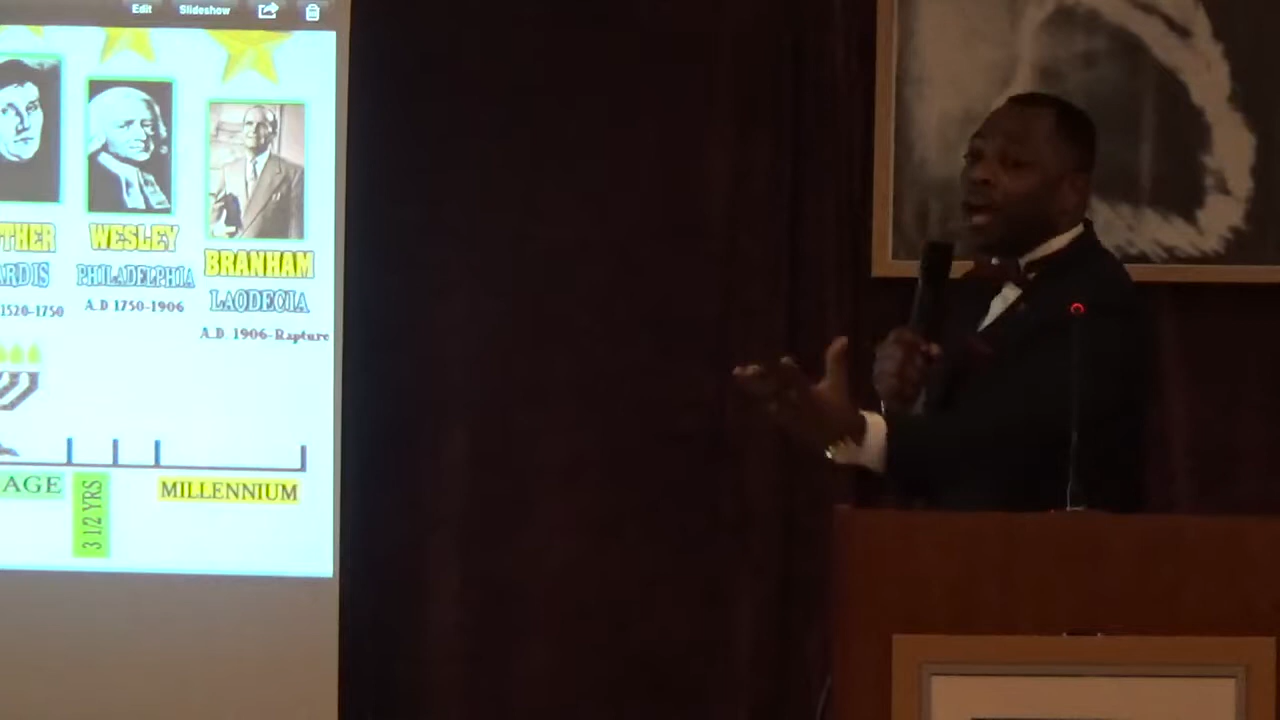 Edit Slideshow
THER
WESLEY
BRANHAM
ARDIS
PHILADELPHIA
LAODECIA
1520-1750
A.D 1750-1906
A.D. 1906-Rapture
AGE
3 1/2 YRS
MILLENNIUM